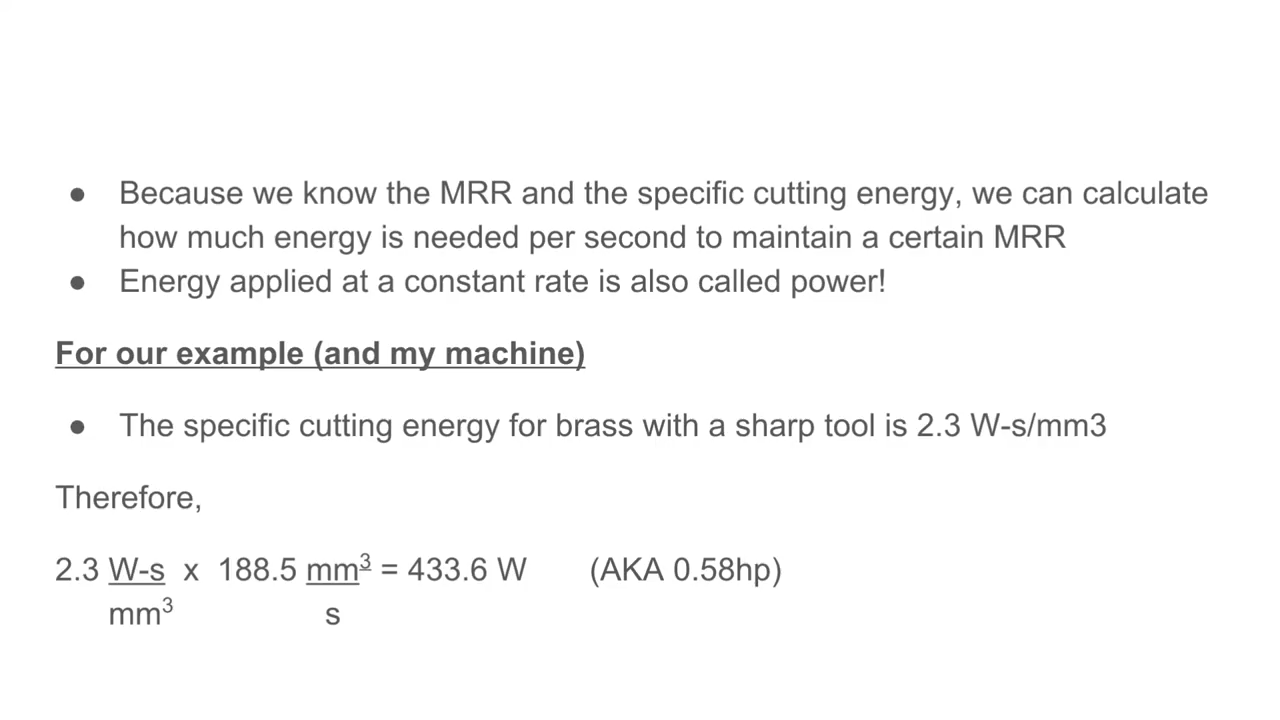 ● Because we know the MRR and the specific cutting energy, we can calculate
how much energy is needed per second to maintain a certain MRR
● Energy applied at a constant rate is also called power!
For our example (and my machine)
● The specific cutting energy for brass with a sharp tool is 2.3 W-s/mm3
Therefore,
2.3 W-s x 188.5 mm³ = 433.6 W (AKA 0.58hp)
mm³ s